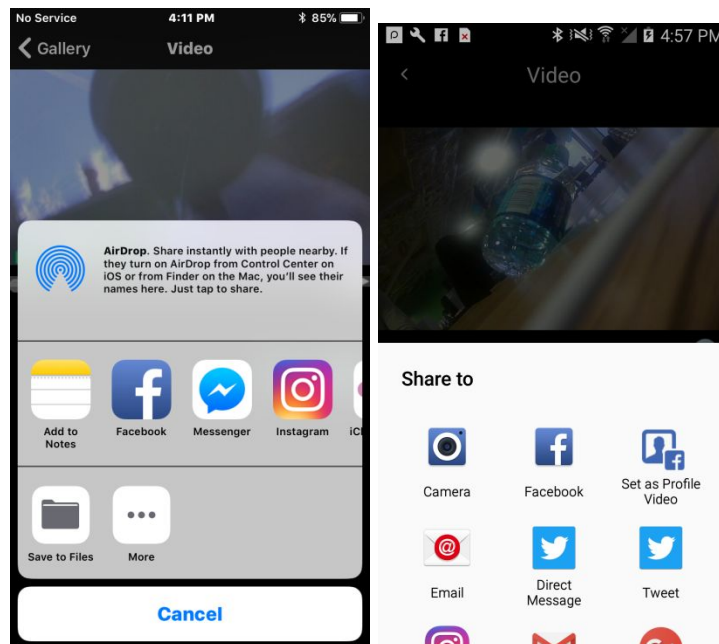 No Service 4:11 PM 85%
Gallery Video
AirDrop. Share instantly with people nearby. If
they turn on AirDrop from Control Center on
iOS or from Finder on the Mac, you'll see their
names here. Just tap to share.
Add to
Notes
Facebook
Messenger
Instagram
iCl
Save to Files
More
Cancel
4:57 PM
Video
Share to
Camera
Facebook
Set as Profile
Video
Email
Direct
Message
Tweet